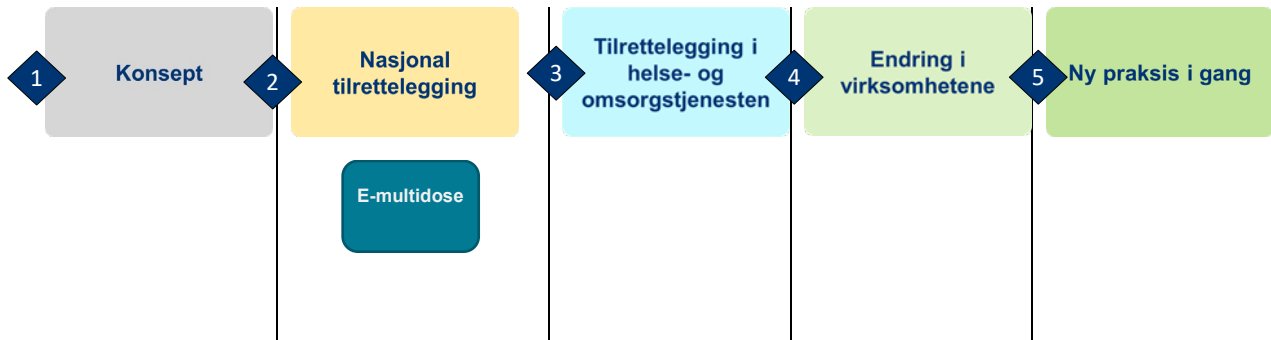 1
Konsept
2
Nasjonal
tilrettelegging
3
Tilrettelegging i
helse- og
omsorgstjenesten
4
Endring i
virksomhetene
5
Ny praksis i gang
E-multidose